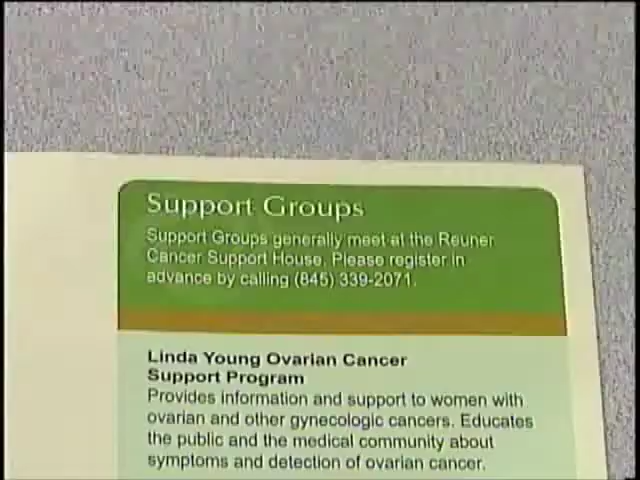 Support Groups
Support Groups generally meet at the Reuner
Cancer Support House. Please register in
advance by calling (845) 339-2071.
Linda Young Ovarian Cancer
Support Program
Provides information and support to women with
ovarian and other gynecologic cancers. Educates
the public and the medical community about
symptoms and detection of ovarian cancer.